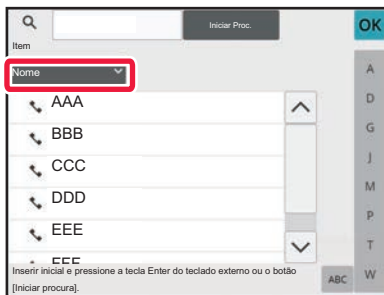 Iniciar Proc.
OK
Item
Nome
AAA
BBB
CCC
DDD
EEE
FFF
Inserir inicial e pressione a tecla Enter do teclado externo ou o botão
[Iniciar procura].
ABC
A
D
G
J
M
P
T
W